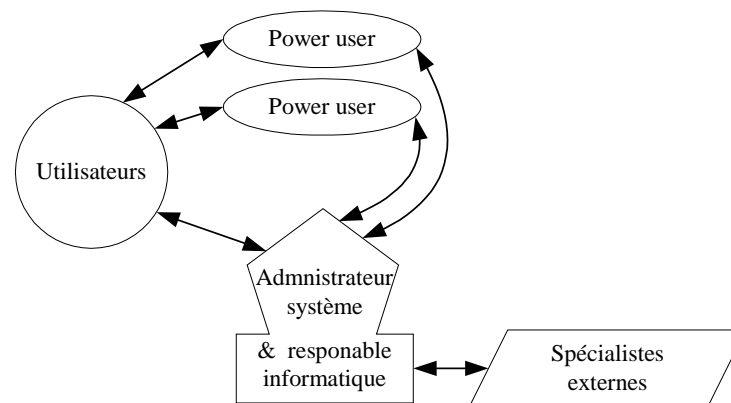 Power user
Power user
Utilisateurs
Admnistrateur
système
& responable
informatique
Spécialistes
externes